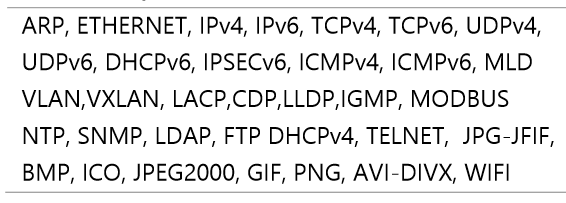 ARP, ETHERNET, IPv4, IPv6, TCPv4, TCPv6, UDPv4,
UDPv6, DHCPv6, IPSECv6, ICMPv4, ICMPv6, MLD
VLAN,VXLAN, LACP,CDP,LLDP,IGMP, MODBUS
NTP, SNMP, LDAP, FTP DHCPv4, TELNET,  JPG-JFIF,
BMP, ICO, JPEG2000, GIF, PNG, AVI-DIVX, WIFI